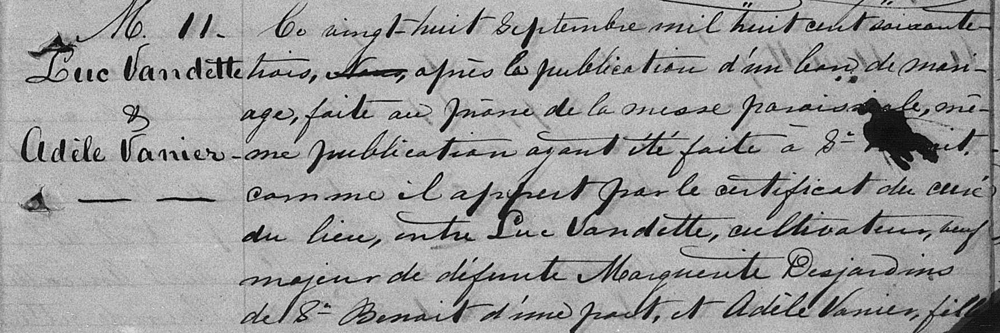 M. 11.
Luc Vandette
&
Adèle Vanier
Ce vingt-huit Septembre mil huit cent soixante-
trois, après la publication d'un ban de mari-
age, faite au prône de la messe paroissiale, mê-
me publication ayant été faite à St
comme il appert par le certificat du curé
du lieu, entre Luc Vandette, cultivateur, veuf
majeur de défunte Marguerite Desjardins
de St Benoit d'une part, et Adèle Vanier, fille